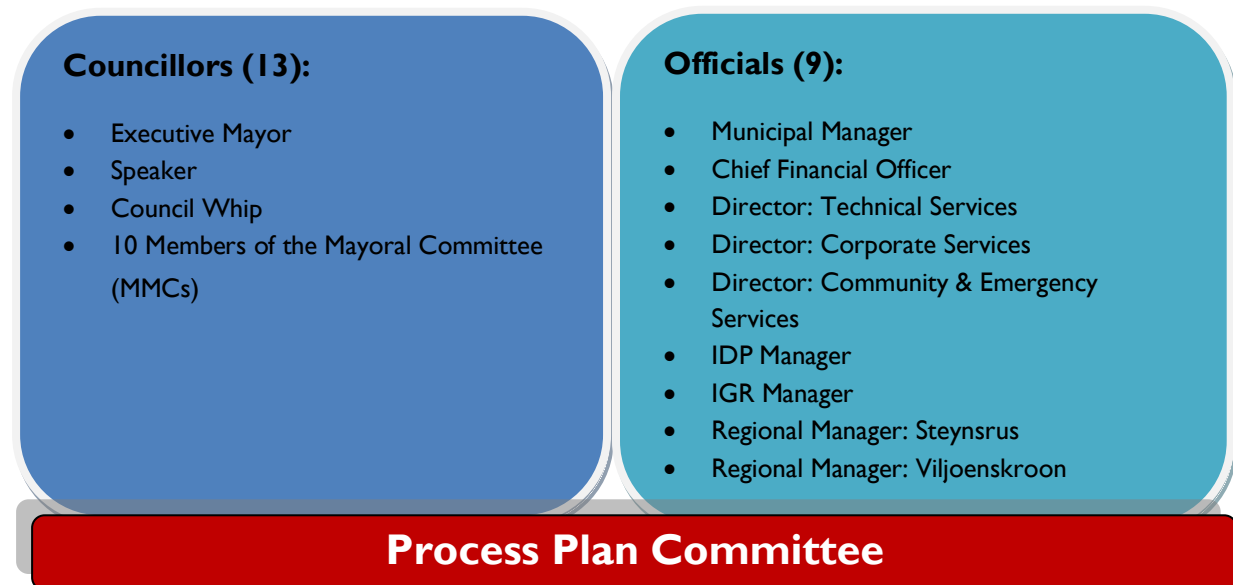 Councillors (13):
• Executive Mayor
• Speaker
• Council Whip
• 10 Members of the Mayoral Committee
(MMCs)
Officials (9):
• Municipal Manager
• Chief Financial Officer
• Director: Technical Services
• Director: Corporate Services
• Director: Community & Emergency
Services
• IDP Manager
• IGR Manager
• Regional Manager: Steynsrus
• Regional Manager: Viljoenskroon
Process Plan Committee